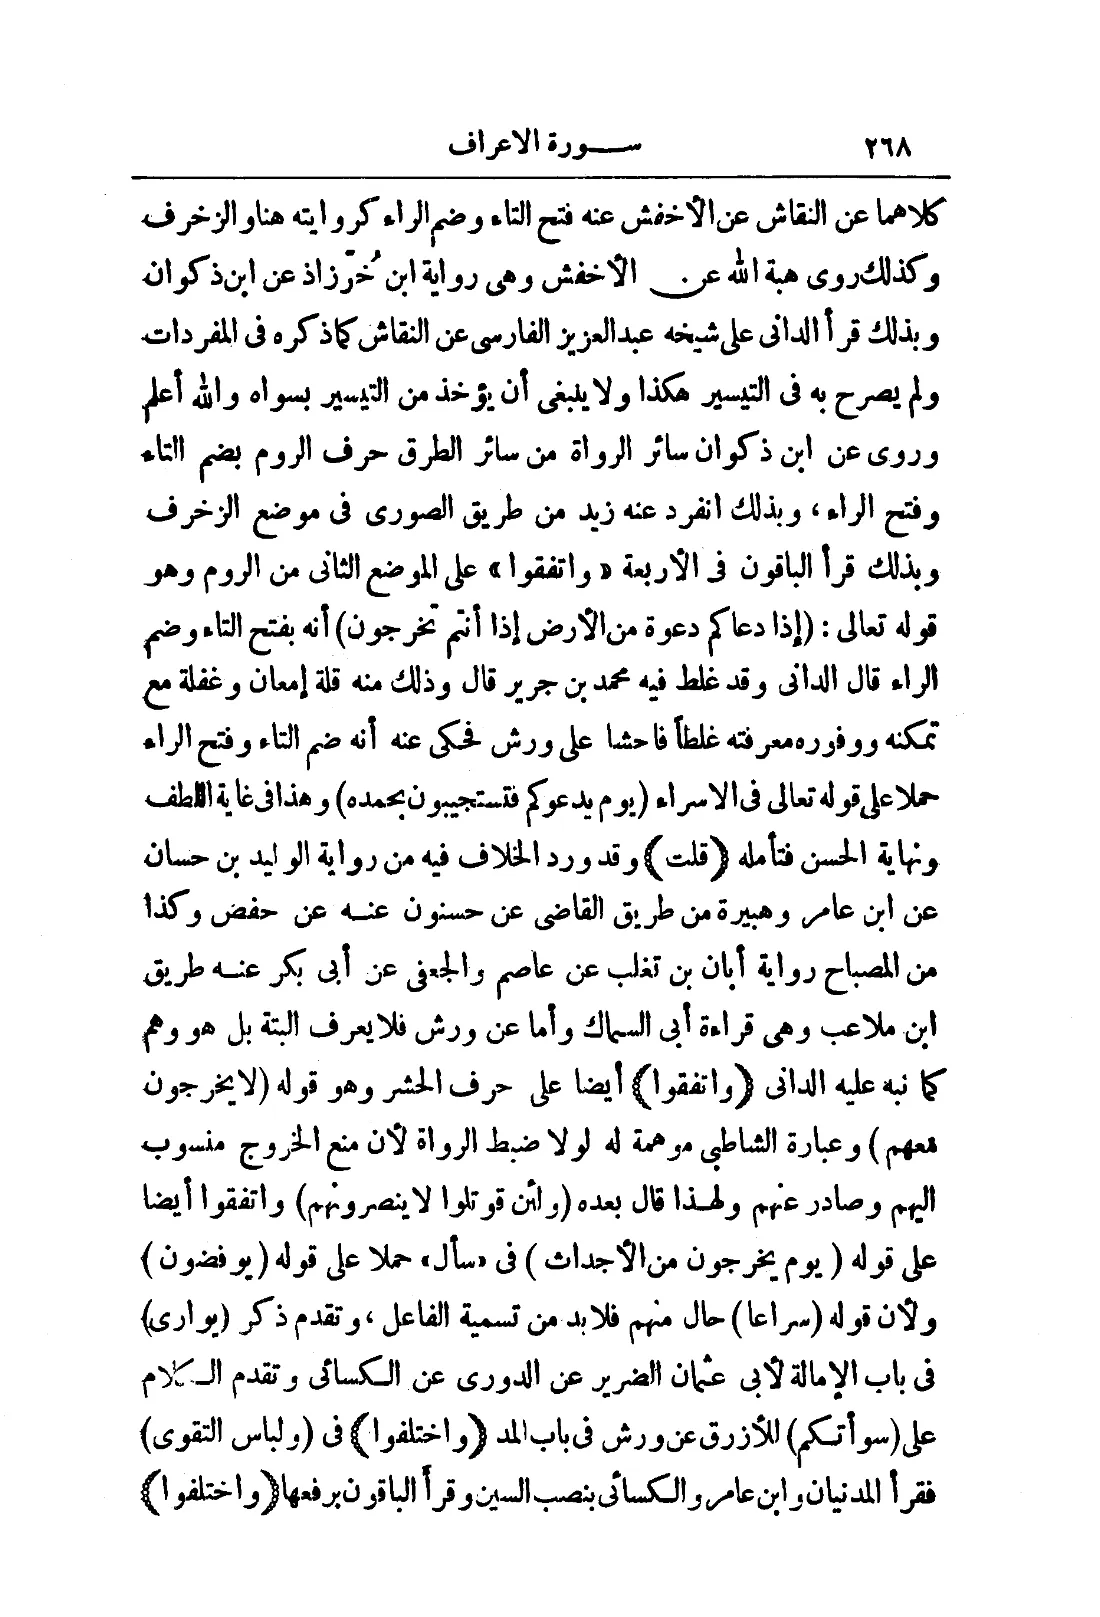 ٢٦٨ ســورة الاعراف
كلاهما عن النقاش عن الأخفش عنه فتح التاء وضم الراء كروايته هنا والزخرف
وكذلك روى هبة الله عن الأخفش وهى رواية ابن خُرّزاذ عن ابن ذكوان
وبذلك قرأ الدانى على شيخه عبدالعزيز الفارسى عن النقاش كما ذكره فى المفردات
ولم يصرح به فى التيسير هكذا ولا ينبغى أن يؤخذ من التيسير بسواه والله أعلم
وروى عن ابن ذكوان سائر الرواة من سائر الطرق حرف الروم بضم التاء
وفتح الراء، وبذلك انفرد عنه زيد من طريق الصورى فى موضع الزخرف
وبذلك قرأ الباقون فى الأربعة «واتفقوا» على الموضع الثانى من الروم وهو
قوله تعالى : (إذا دعاكم دعوة من الأرض إذا أنتم تخرجون) أنه بفتح التاء وضم
الراء قال الدانى وقد غلط فيه محمد بن جرير قال وذلك منه قلة إمعان وغفلة مع
تمكنه ووفوره معرفته غلطاً فاحشا على ورش فحكى عنه أنه ضم التاء وفتح الراء
حملا على قوله تعالى فى الاسراء (يوم يدعوكم فتستجيبون بحمده) وهذا فى غاية اللطف
ونهاية الحسن فتأمله (قلت) وقد ورد الخلاف فيه من رواية الوليد بن حسان
عن ابن عامر وهبيرة من طريق القاضى عن حسنون عنــه عن حفص وكذا
من المصباح رواية أبان بن تغلب عن عاصم والجعفى عن أبى بكر عنــه طريق
ابن ملاعب وهى قراءة أبى السماك وأما عن ورش فلا يعرف البتة بل هو وهم
كما نبه عليه الدانى (واتفقوا) أيضا على حرف الحشر وهو قوله (لا يخرجون
معهم) وعبارة الشاطبى موهمة له لولا ضبط الرواة لأن منع الخروج منسوب
اليهم وصادر عنهم ولهــذا قال بعده (ولئن قوتلوا لا ينصرونهم) واتفقوا أيضا
على قوله ( يوم يخرجون من الأجداث ) فى «سأل» حملا على قوله (يوفضون)
ولأن قوله (سراعا) حال منهم فلا بد من تسمية الفاعل، وتقدم ذكر (يوارى)
فى باب الإمالة لأبى عثمان الضرير عن الدورى عن الكسائى وتقدم الكلام
على (سوأتكم) للأزرق عن ورش فى باب المد (واختلفوا) فى (ولباس التقوى)
فقرأ المدنيان وابن عامر والكسائى بنصب السين وقرأ الباقون برفعها (واختلفوا)